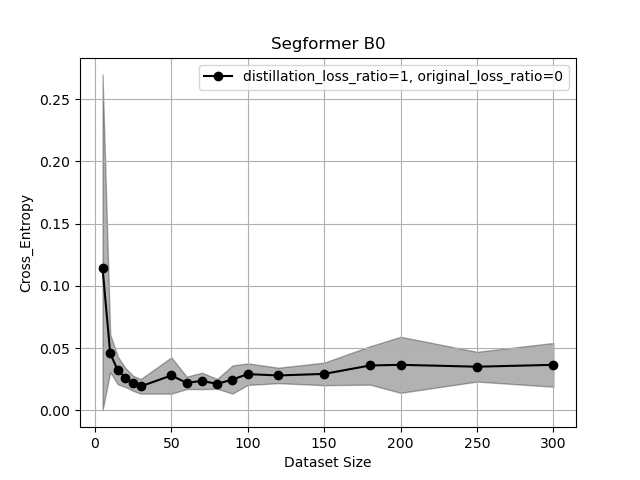 Segformer B0
distillation_loss_ratio=1, original_loss_ratio=0
Cross_Entropy
0.25
0.20
0.15
0.10
0.05
0.00
0 50 100 150 200 250 300
Dataset Size